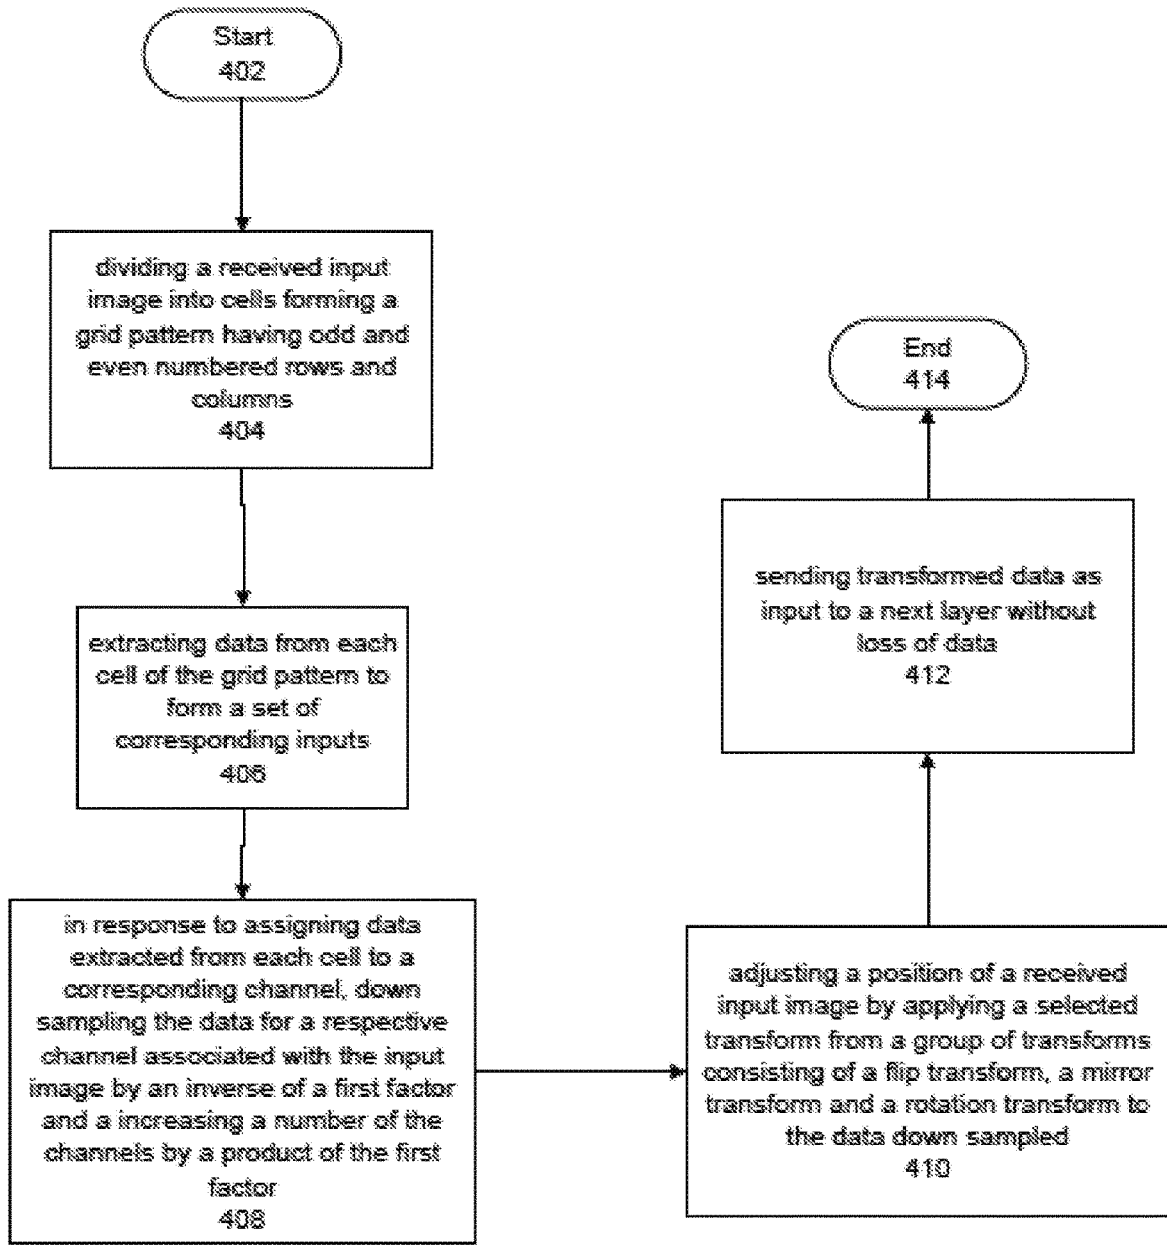 Start
402
dividing a received input
image into cells forming a
grid pattern having odd and
even numbered rows and
columns
404
extracting data from each
cell of the grid pattern to
form a set of
corresponding inputs
406
in response to assigning data
extracted from each cell to a
corresponding channel, down
sampling the data for a respective
channel associated with the input
image by an inverse of a first factor
and a increasing a number of the
channels by a product of the first
factor
408
adjusting a position of a received
input image by applying a selected
transform from a group of transforms
consisting of a flip transform, a mirror
transform and a rotation transform to
the data down sampled
410
sending transformed data as
input to a next layer without
loss of data
412
End
414